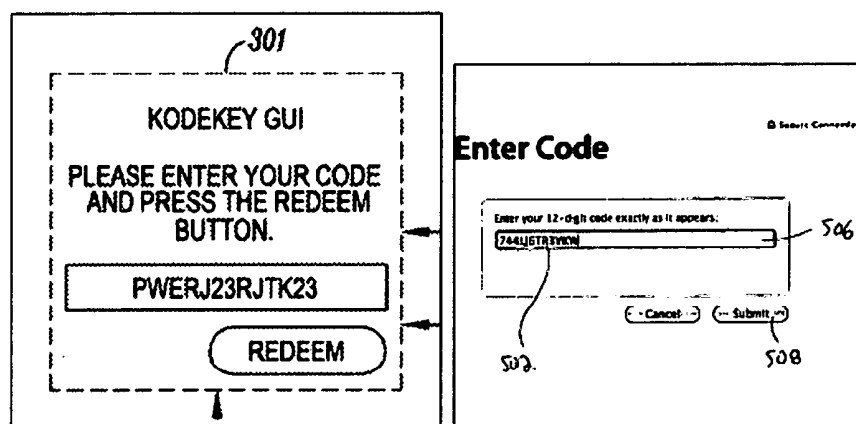 301
KODEKEY GUI
PLEASE ENTER YOUR CODE
AND PRESS THE REDEEM
BUTTON.
PWERJ23RJTK23
REDEEM
Secure
Enter Code
Enter your 12-digit code exactly as it appears:
506
Cancel
Submit
502.
508